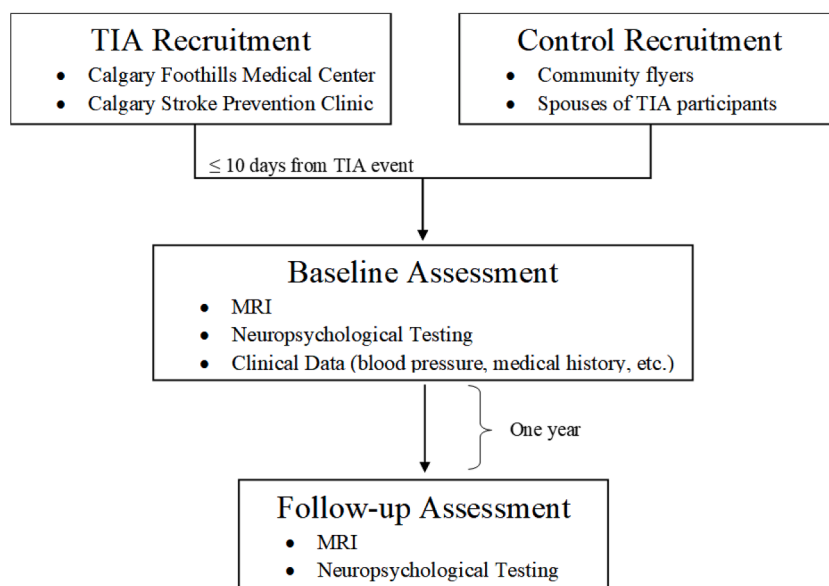 TIA Recruitment
• Calgary Foothills Medical Center
• Calgary Stroke Prevention Clinic
Control Recruitment
• Community flyers
• Spouses of TIA participants
≤ 10 days from TIA event
Baseline Assessment
• MRI
• Neuropsychological Testing
• Clinical Data (blood pressure, medical history, etc.)
One year
Follow-up Assessment
• MRI
• Neuropsychological Testing